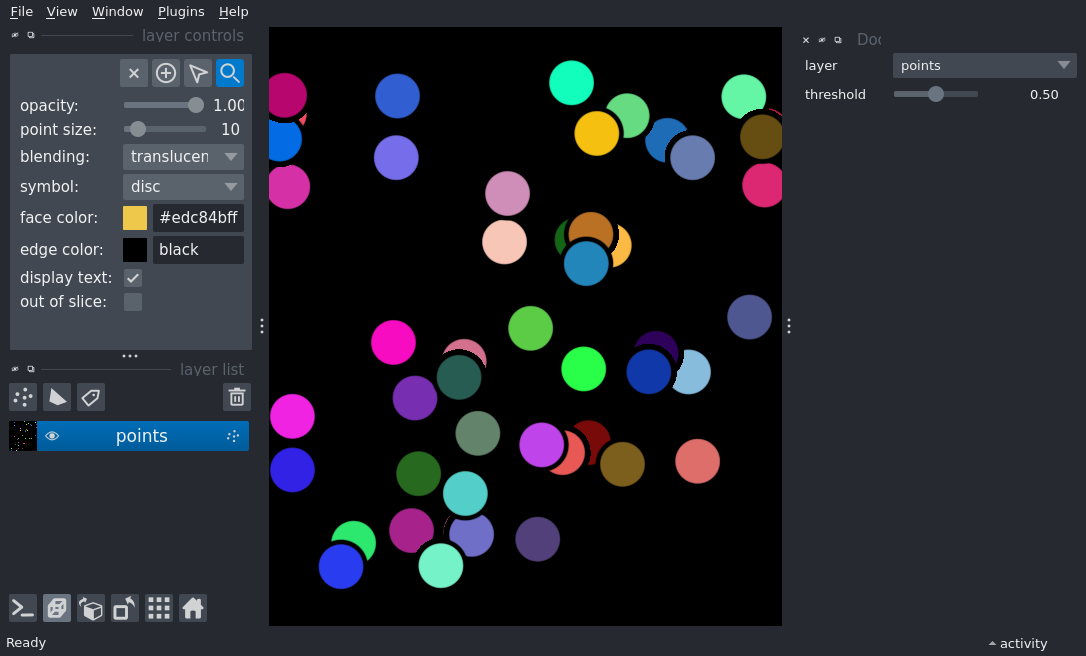 File View Window Plugins Help
layer controls
opacity: 1.00
point size: 10
blending: translucen
symbol: disc
face color: #edc84bff
edge color: black
display text:
out of slice:
layer list
points
Ready
Doc
layer points
threshold 0.50
activity